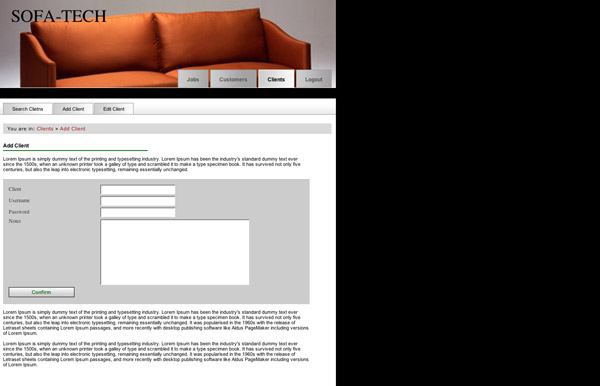 SOFA-TECH
Jobs Customers Clients Logout
Search Cleitns Add Client Edit Client
You are in: Clients > Add Client
Add Client
Lorem Ipsum is simply dummy text of the printing and typesetting industry. Lorem Ipsum has been the industry's standard dummy text ever
since the 1500s, when an unknown printer took a galley of type and scrambled it to make a type specimen book. It has survived not only five
centuries, but also the leap into electronic typesetting, remaining essentially unchanged.
Client
Username
Password
Notes
Confirm
Lorem Ipsum is simply dummy text of the printing and typesetting industry. Lorem Ipsum has been the industry's standard dummy text ever
since the 1500s, when an unknown printer took a galley of type and scrambled it to make a type specimen book. It has survived not only five
centuries, but also the leap into electronic typesetting, remaining essentially unchanged. It was popularised in the 1960s with the release of
Letraset sheets containing Lorem Ipsum passages, and more recently with desktop publishing software like Aldus PageMaker including versions
of Lorem Ipsum.
Lorem Ipsum is simply dummy text of the printing and typesetting industry. Lorem Ipsum has been the industry's standard dummy text ever
since the 1500s, when an unknown printer took a galley of type and scrambled it to make a type specimen book. It has survived not only five
centuries, but also the leap into electronic typesetting, remaining essentially unchanged. It was popularised in the 1960s with the release of
Letraset sheets containing Lorem Ipsum passages, and more recently with desktop publishing software like Aldus PageMaker including versions
of Lorem Ipsum.